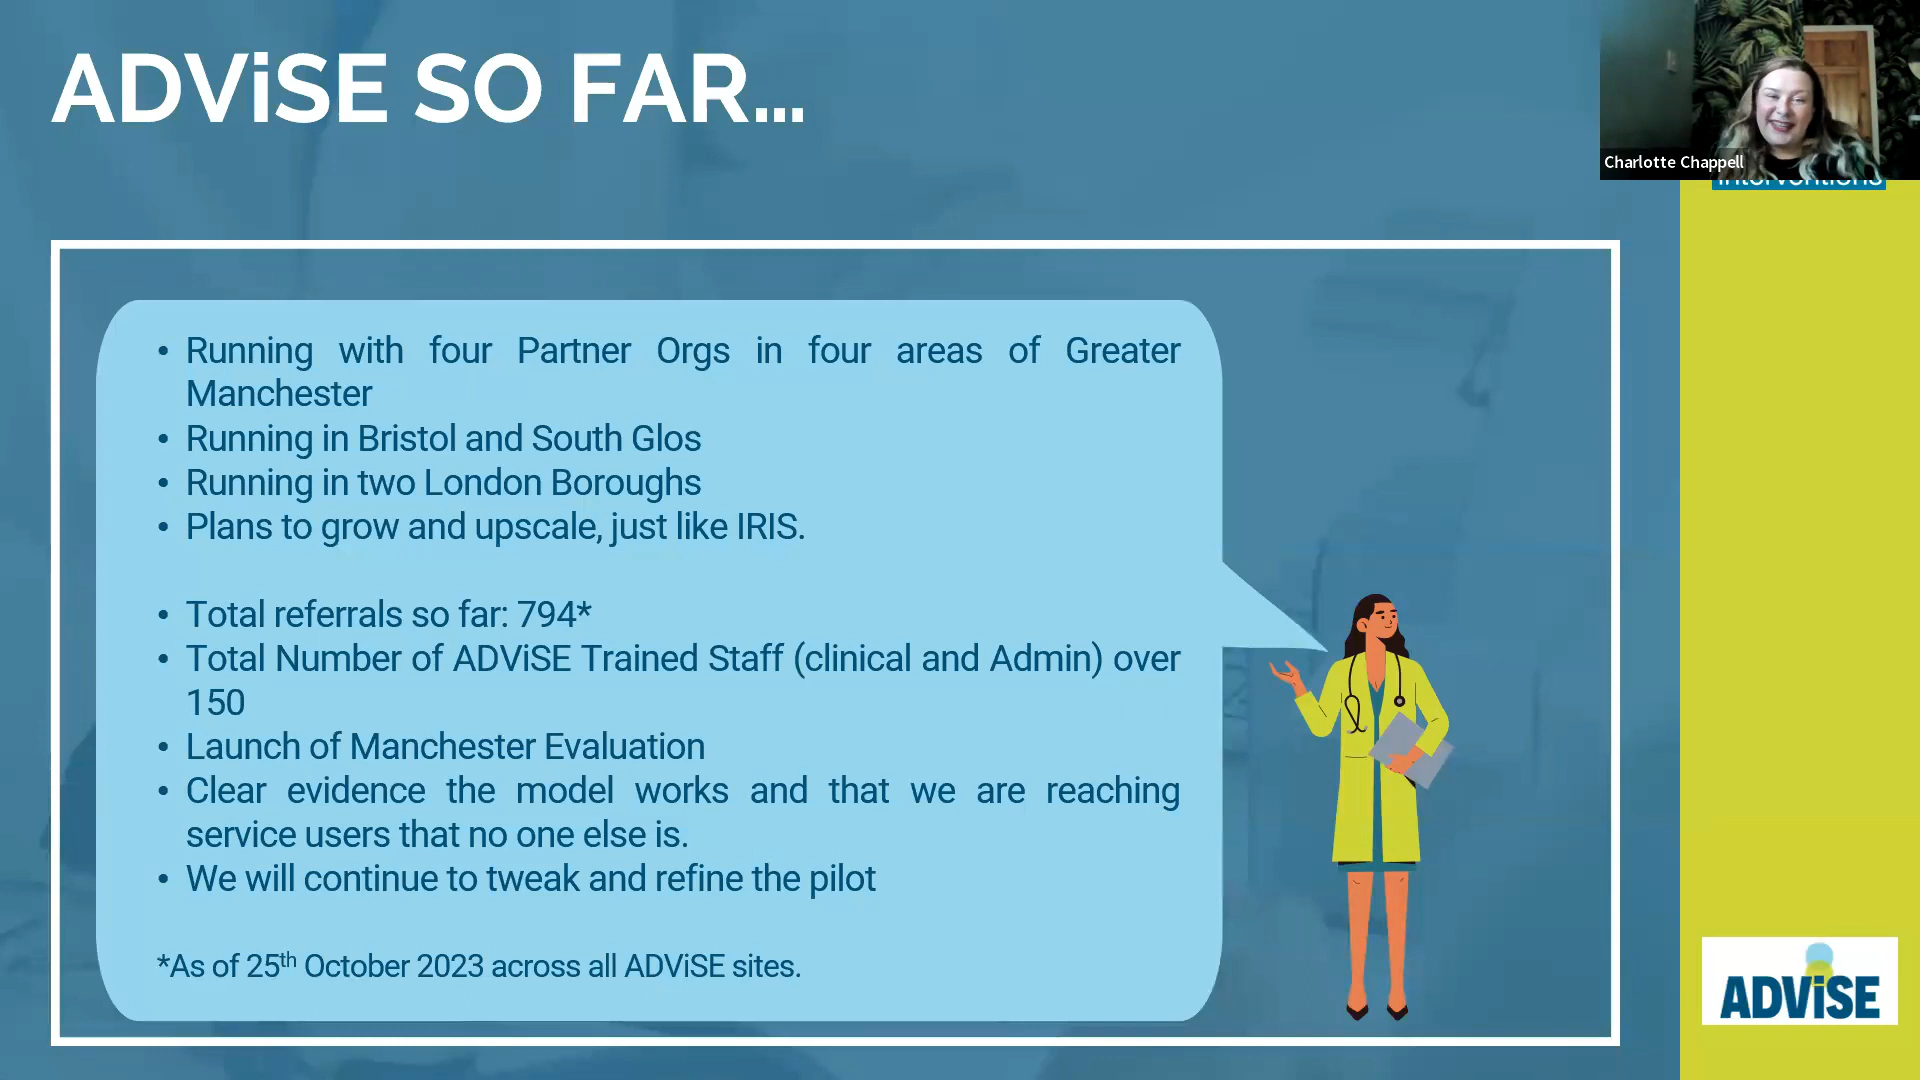 ADViSE SO FAR...
Charlotte Chappell
interventions
• Running with four Partner Orgs in four areas of Greater
Manchester
• Running in Bristol and South Glos
• Running in two London Boroughs
• Plans to grow and upscale, just like IRIS.
• Total referrals so far: 794*
• Total Number of ADViSE Trained Staff (clinical and Admin) over
150
• Launch of Manchester Evaluation
• Clear evidence the model works and that we are reaching
service users that no one else is.
• We will continue to tweak and refine the pilot
*As of 25th October 2023 across all ADViSE sites.
ADViSE